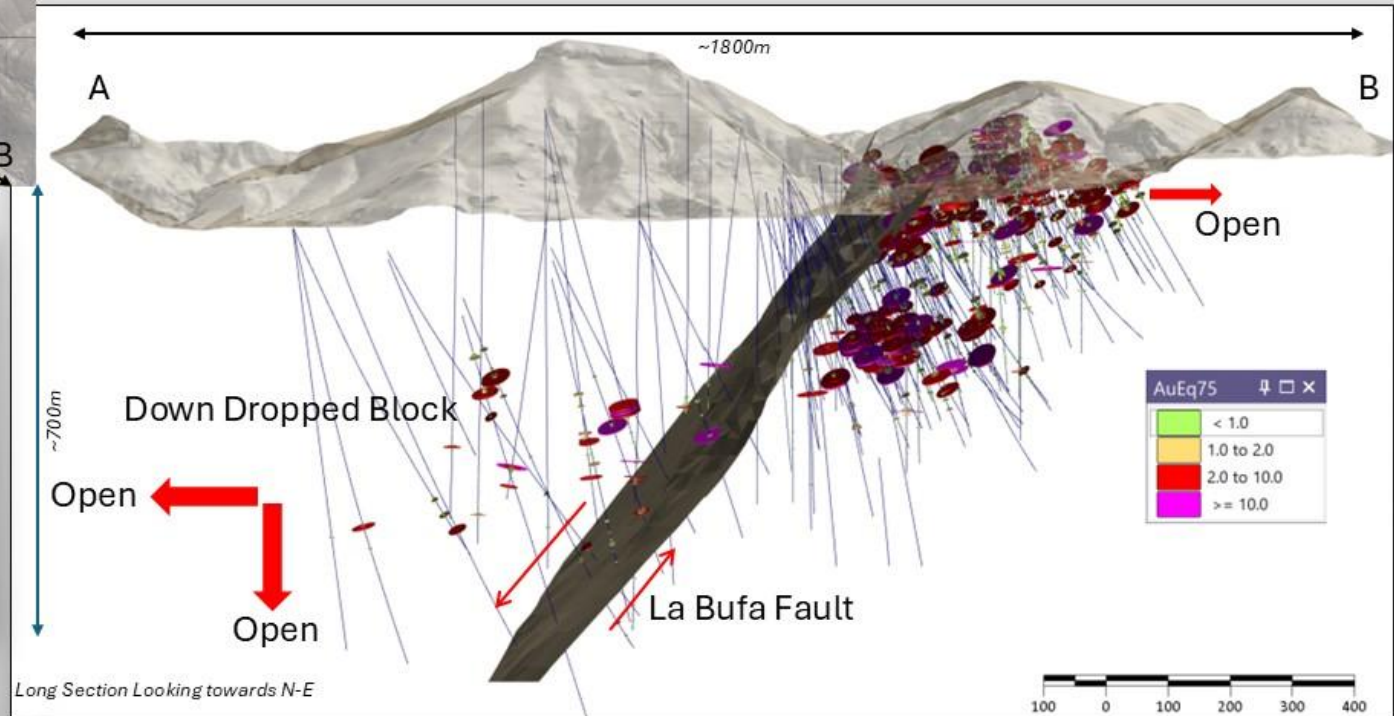 ~1800m
A
B
B
Open
~700m
Down Dropped Block
Open
Open
La Bufa Fault
AuEq75
< 1.0
1.0 to 2.0
2.0 to 10.0
>= 10.0
Long Section Looking towards N-E
100 0 100 200 300 400